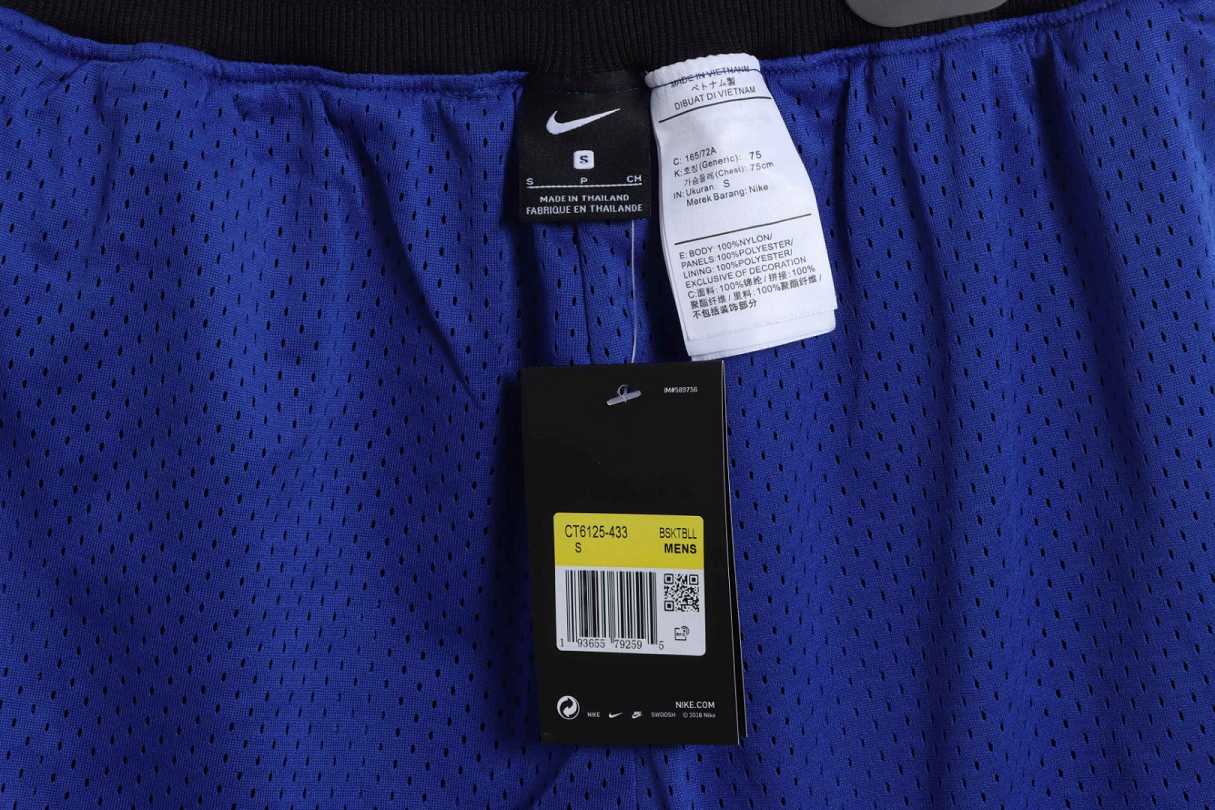 S
S P CH
MADE IN THAILAND
FABRIQUE EN THAILANDE
MADE IN VIETNAM
ベトナム製
DIBUAT DI VIETNAM
C: 165/72A
K: 호칭(Generic): 75
가슴둘레(Chest): 75cm
IN: Ukuran: S
Merek Barang: Nike
E: BODY: 100%NYLON/
PANELS: 100%POLYESTER/
LINING: 100%POLYESTER/
EXCLUSIVE OF DECORATION
C:面料: 100%锦纶 / 拼接: 100%
聚酯纤维 / 里料: 100%聚酯纤维 /
不包括装饰部分
IM#589756
CT6125-433 BSKTBLL
S MENS
1 93655 79259 5
NIKE.COM
NIKE SWOOSH © 2018 Nike